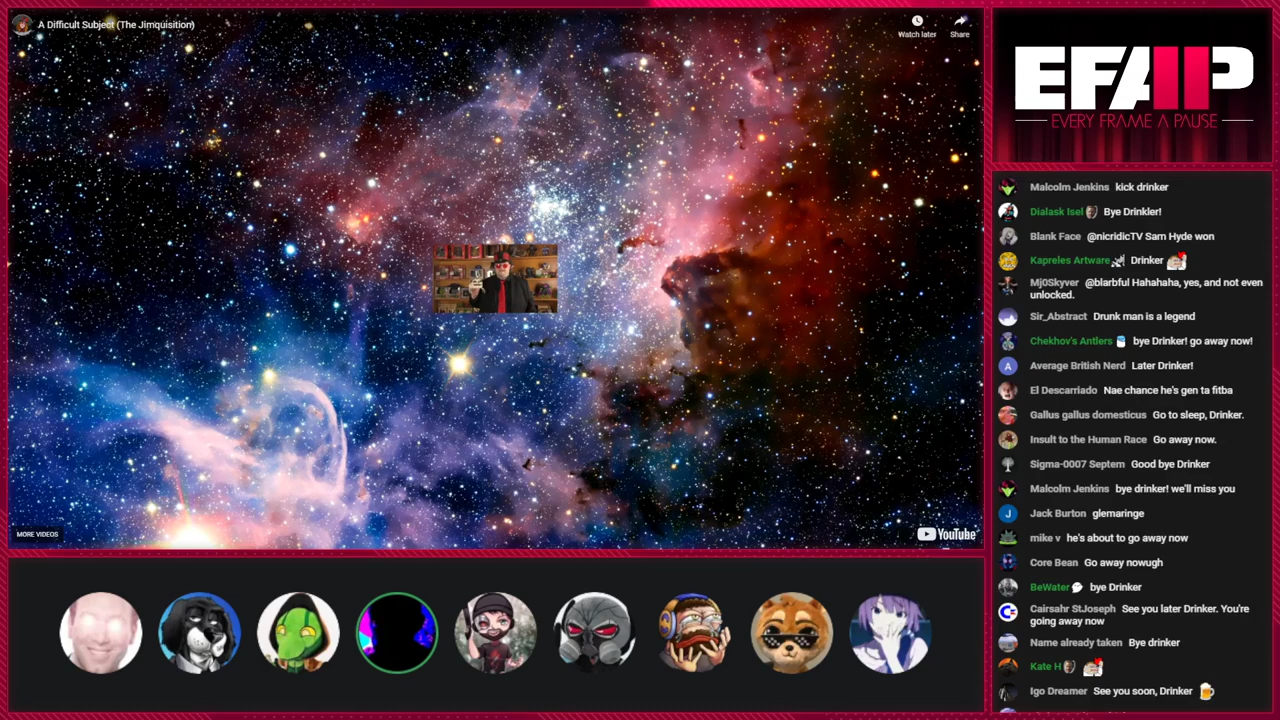 A Difficult Subject (The Jimquisition)
Watch later
Share
MORE VIDEOS
YouTube
EFAP
EVERY FRAME A PAUSE
Malcolm Jenkins kick drinker
Dialask Isel Bye Drinkler!
Blank Face @nicridicTV Sam Hyde won
Kapreles Artware Drinker
Mj0Skyver @blarbful Hahahaha, yes, and not even
unlocked.
Sir_Abstract Drunk man is a legend
Chekhov's Antlers bye Drinker! go away now!
A
Average British Nerd Later Drinker!
El Descarriado Nae chance he's gen ta fitba
Gallus gallus domesticus Go to sleep, Drinker.
Insult to the Human Race Go away now.
Sigma-0007 Septem Good bye Drinker
Malcolm Jenkins bye drinker! we'll miss you
J
Jack Burton glemaringe
mike v he's about to go away now
Core Bean Go away nowugh
BeWater bye Drinker
Cairsahr StJoseph See you later Drinker. You're
going away now
Name already taken Bye drinker
Kate H
Igo Dreamer See you soon, Drinker